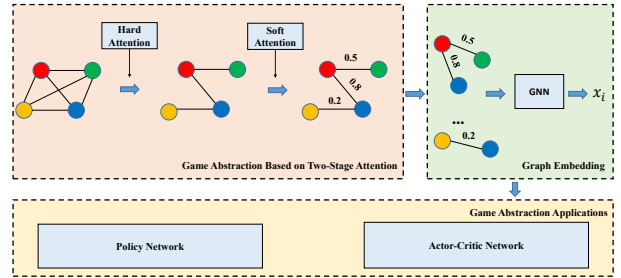 Hard
Attention
Soft
Attention
0.5
0.8
0.2
Game Abstraction Based on Two-Stage Attention
0.5
0.8
...
0.2
GNN
x_i
Graph Embedding
Game Abstraction Applications
Policy Network
Actor-Critic Network